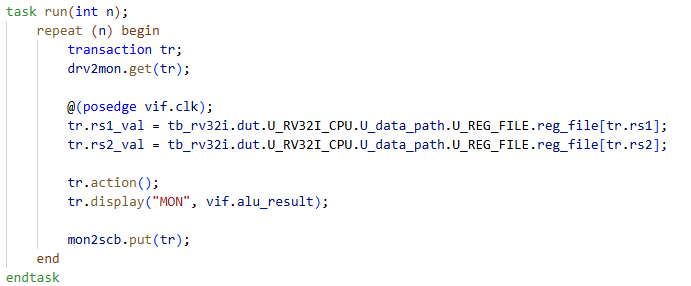 task run(int n);
repeat (n) begin
transaction tr;
drv2mon.get(tr);
@(posedge vif.clk);
tr.rs1_val = tb_rv32i.dut.U_RV32I_CPU.U_data_path.U_REG_FILE.reg_file[tr.rs1];
tr.rs2_val = tb_rv32i.dut.U_RV32I_CPU.U_data_path.U_REG_FILE.reg_file[tr.rs2];
tr.action();
tr.display("MON", vif.alu_result);
mon2scb.put(tr);
end
endtask